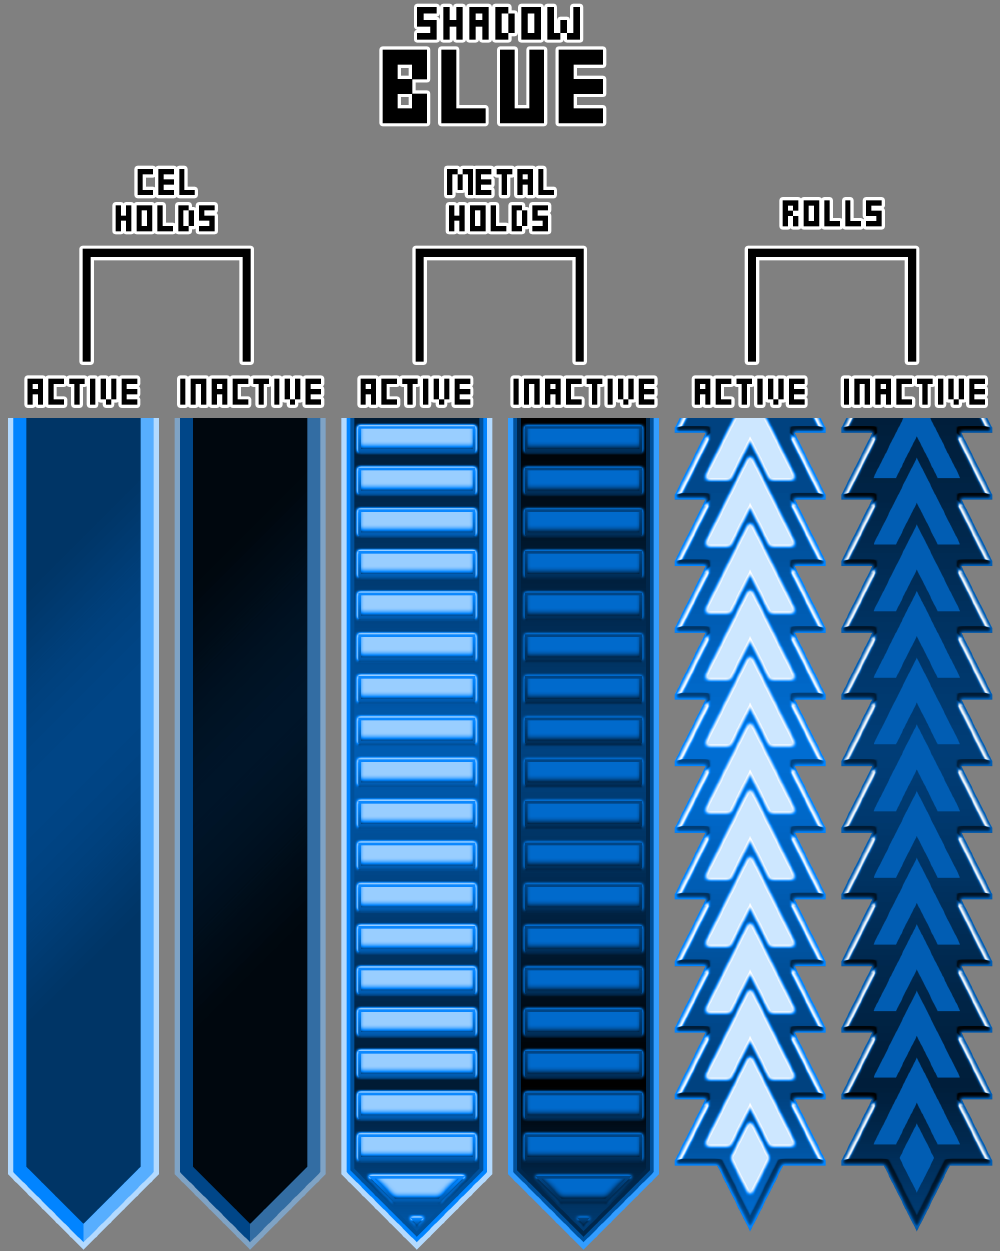 SHADOW
BLUE
CEL
HOLDS
METAL
HOLDS
ROLLS
ACTIVE
INACTIVE
ACTIVE
INACTIVE
ACTIVE
INACTIVE